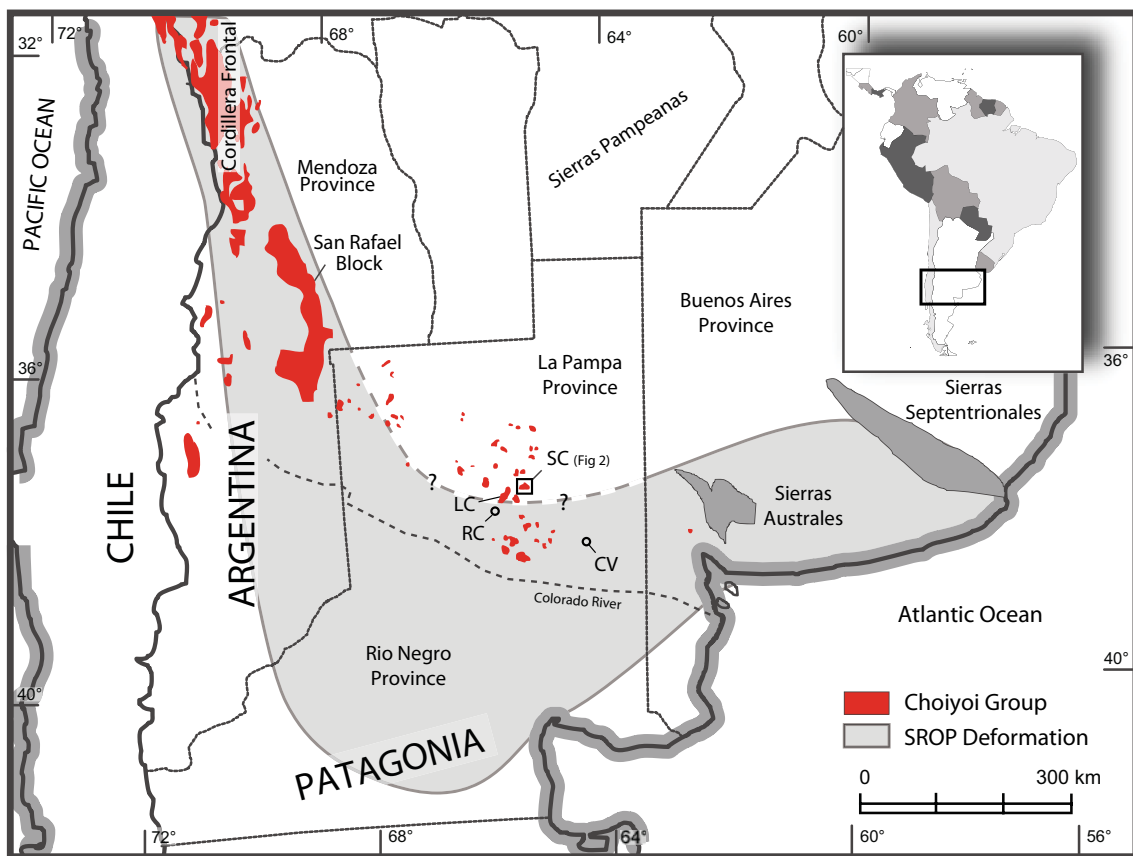 72°
68°
64°
60°
32°
PACIFIC OCEAN
Cordillera Frontal
Mendoza
Province
Sierras Pampeanas
San Rafael
Block
Buenos Aires
Province
36°
36°
La Pampa
Province
Sierras
Septentrionales
CHILE
ARGENTINA
?
SC (Fig 2)
LC
?
RC
CV
Sierras
Australes
Colorado River
Atlantic Ocean
Rio Negro
Province
40°
40°
PATAGONIA
Choiyoi Group
SROP Deformation
0
300 km
72°
68°
64°
60°
56°